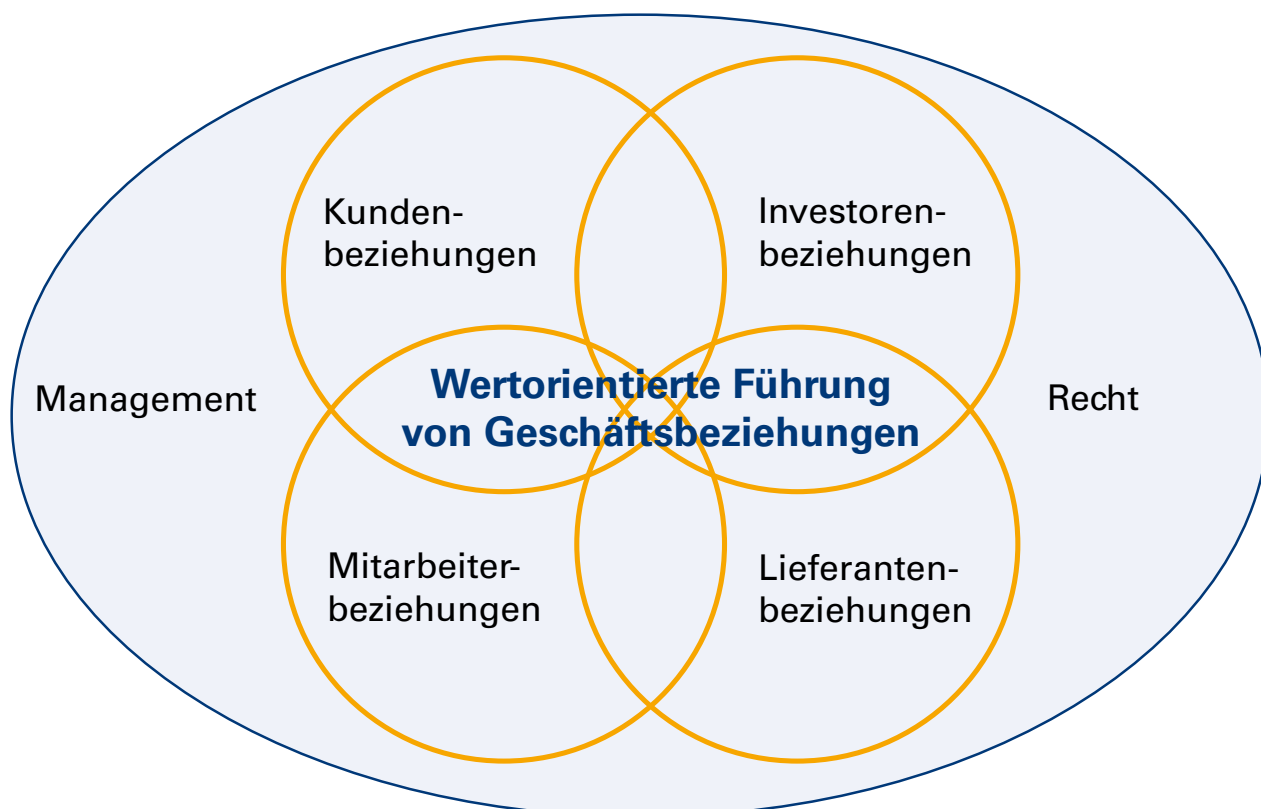 Kunden-
beziehungen
Investoren-
beziehungen
Management
Wertorientierte Führung
von Geschäftsbeziehungen
Recht
Mitarbeiter-
beziehungen
Lieferanten-
beziehungen